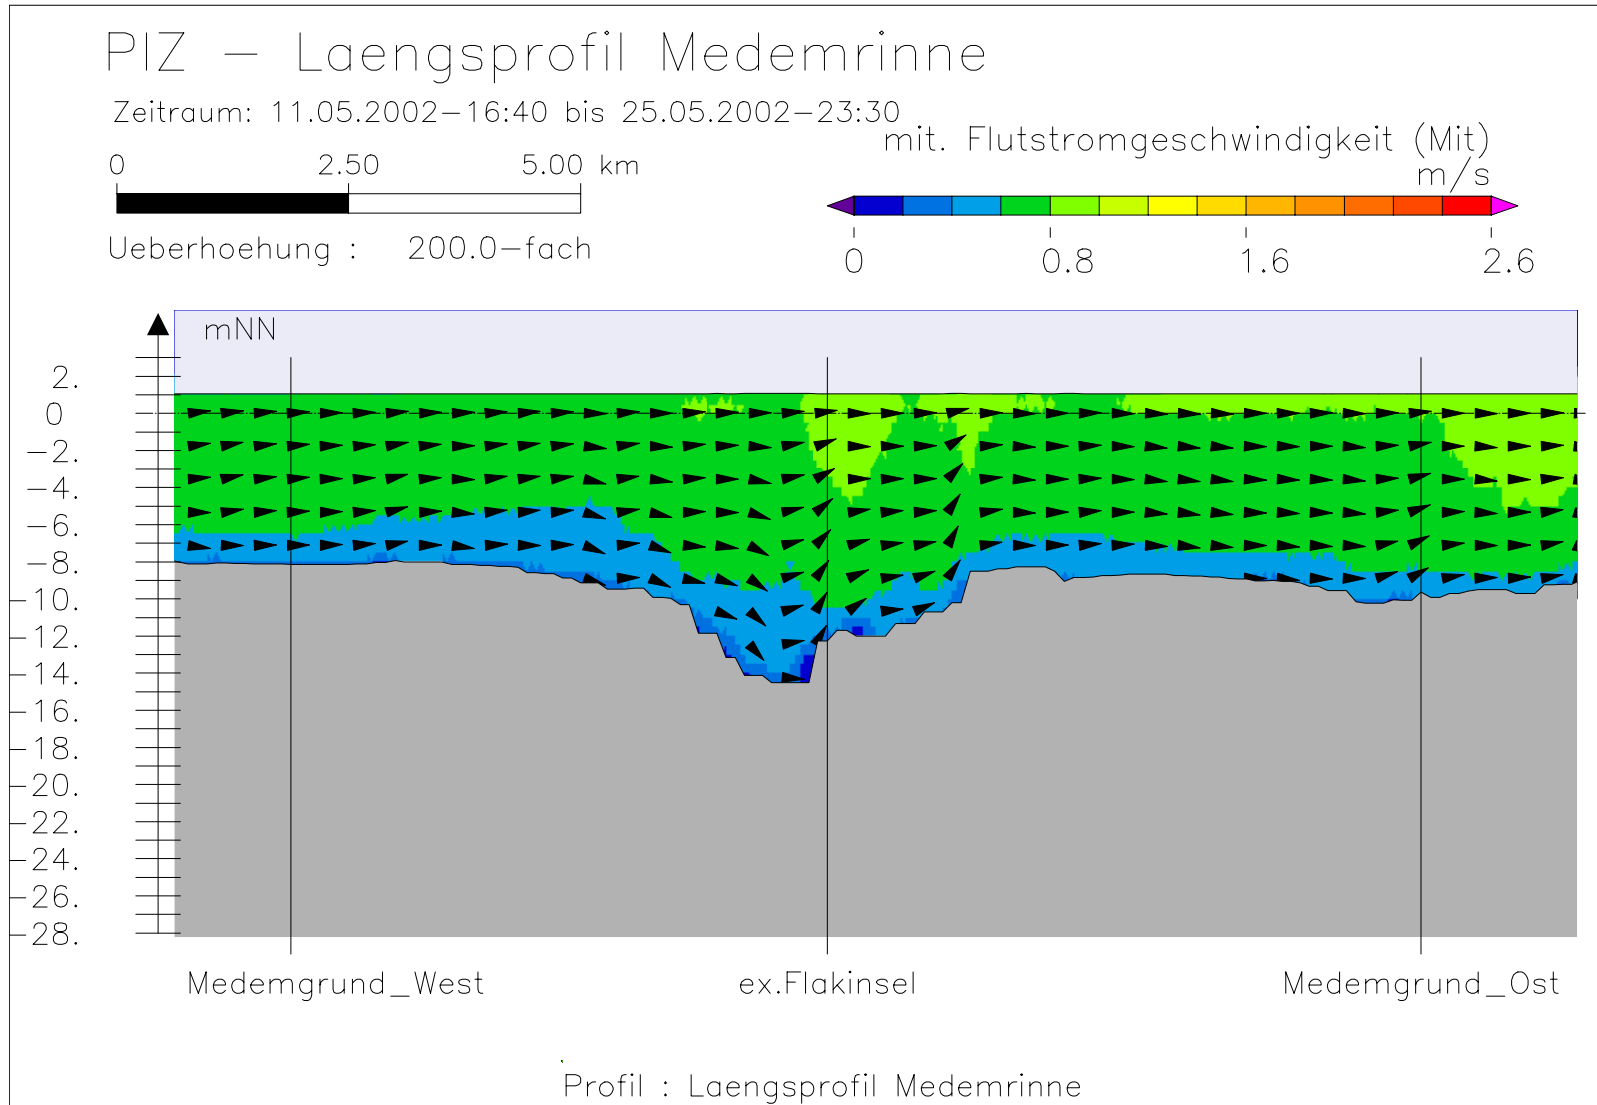 PIZ – Laengsprofil Medemrinne
Zeitraum: 11.05.2002–16:40 bis 25.05.2002–23:30
mit. Flutstromgeschwindigkeit (Mit)
m/s
0 2.50 5.00 km
Ueberhoehung : 200.0–fach
0 0.8 1.6 2.6
mNN
2.
0
–2.
–4.
–6.
–8.
–10.
–12.
–14.
–16.
–18.
–20.
–22.
–24.
–26.
–28.
Medemgrund_West ex.Flakinsel Medemgrund_Ost
Profil : Laengsprofil Medemrinne